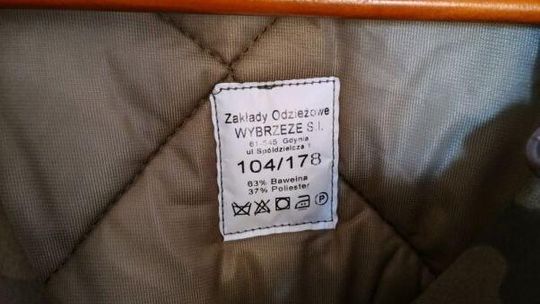 Zakłady Odzieżowe
WYBRZEŻE S.I.
81-545 Gdynia
ul Spółdzielcza 1
104/178
63% Bawełna
37% Poliester
P